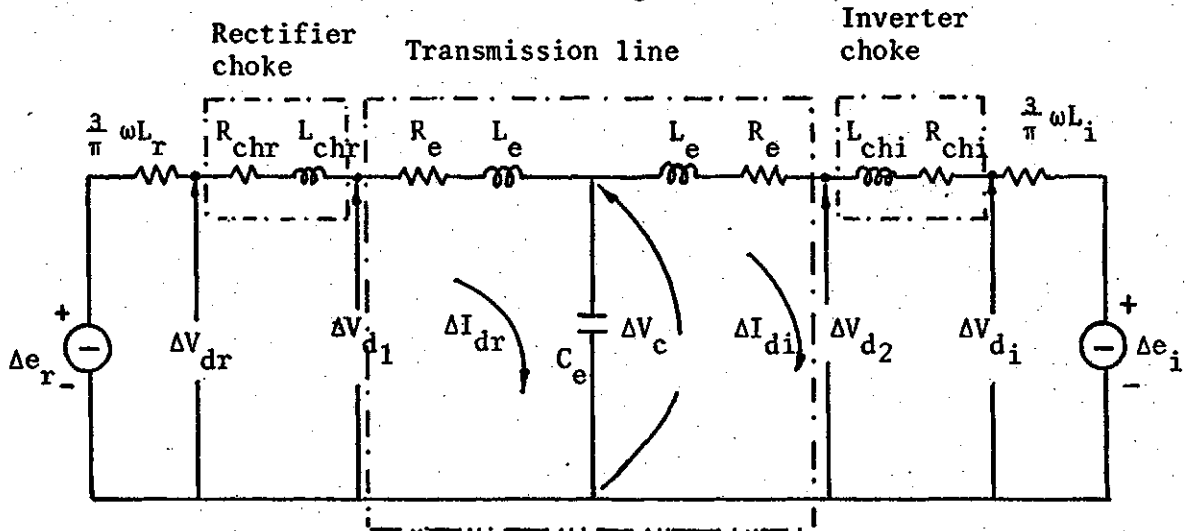 Rectifier
choke
Transmission line
Inverter
choke
3/π ωL_r
R_chr
L_chr
R_e
L_e
L_e
R_e
L_chi
R_chi
3/π ωL_i
+
Δe_r
-
-
ΔV_dr
ΔV_d1
ΔI_dr
C_e
ΔV_c
ΔI_di
ΔV_d2
ΔV_di
+
-
Δe_i
-